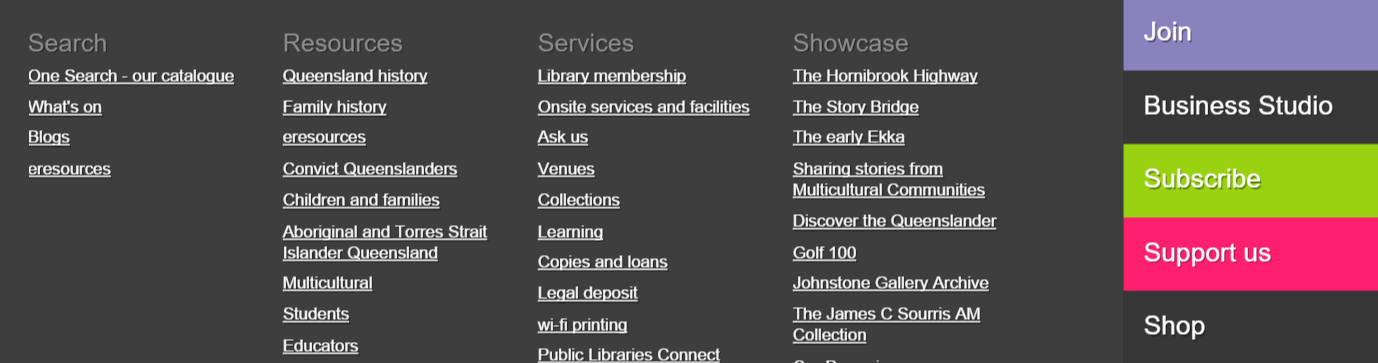 Search
One Search - our catalogue
What's on
Blogs
eresources
Resources
Queensland history
Family history
eresources
Convict Queenslanders
Children and families
Aboriginal and Torres Strait
Islander Queensland
Multicultural
Students
Educators
Services
Library membership
Onsite services and facilities
Ask us
Venues
Collections
Learning
Copies and loans
Legal deposit
wi-fi printing
Public Libraries Connect
Showcase
The Hornibrook Highway
The Story Bridge
The early Ekka
Sharing stories from
Multicultural Communities
Discover the Queenslander
Golf 100
Johnstone Gallery Archive
The James C Sourris AM
Collection
Join
Business Studio
Subscribe
Support us
Shop